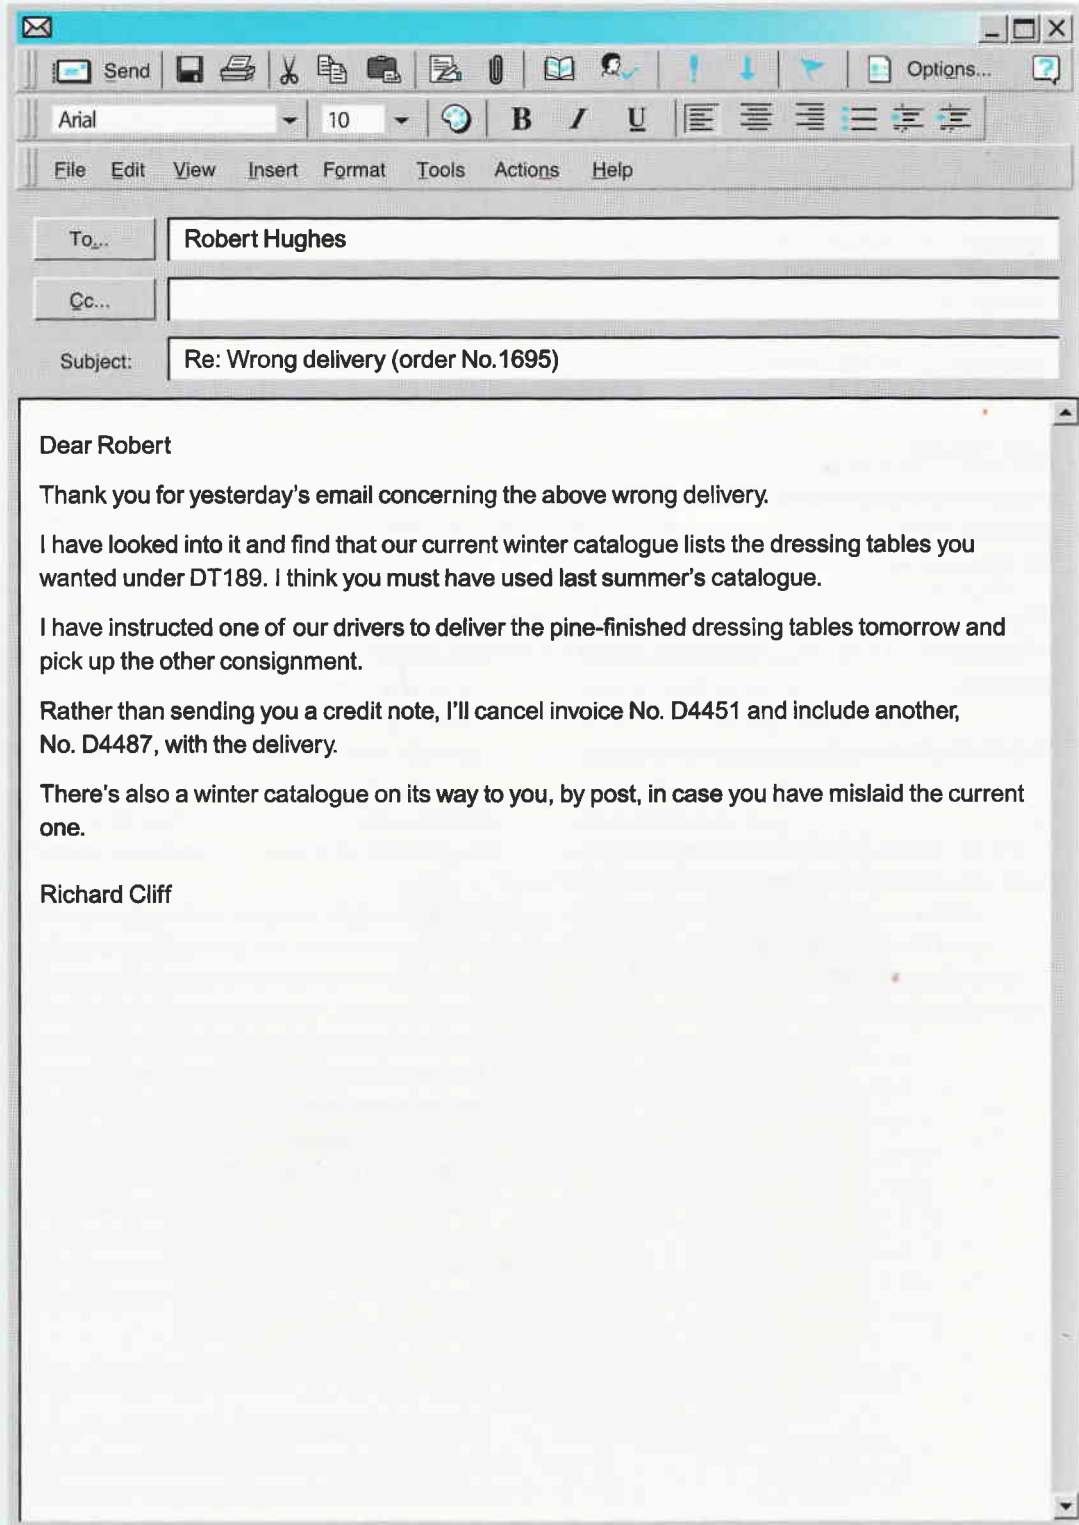 Send
Options...
Arial
10
B I U
File Edit View Insert Format Tools Actions Help
To...
Robert Hughes
Cc...
Subject:
Re: Wrong delivery (order No.1695)
Dear Robert
Thank you for yesterday's email concerning the above wrong delivery.
I have looked into it and find that our current winter catalogue lists the dressing tables you
wanted under DT189. I think you must have used last summer's catalogue.
I have instructed one of our drivers to deliver the pine-finished dressing tables tomorrow and
pick up the other consignment.
Rather than sending you a credit note, I'll cancel invoice No. D4451 and include another,
No. D4487, with the delivery.
There's also a winter catalogue on its way to you, by post, in case you have mislaid the current
one.
Richard Cliff